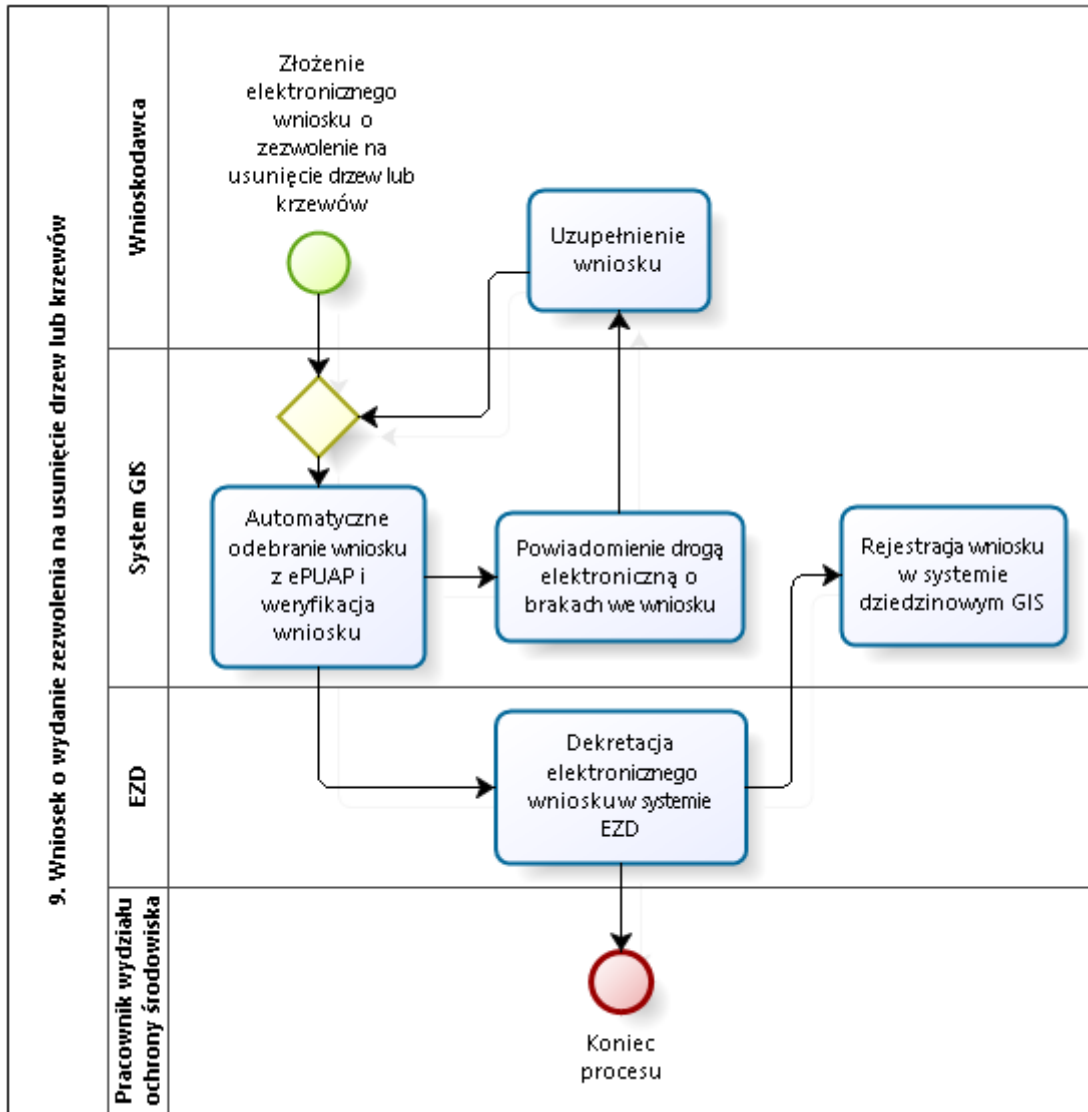 9. Wniosek o wydanie zezwolenia na usunięcie drzew lub krzewów
Wnioskodawca
Złożenie
elektronicznego
wniosku o
zezwolenie na
usunięcie drzew lub
krzewów
Uzupełnienie
wniosku
System GIS
Automatyczne
odebranie wniosku
z ePUAP i
weryfikacja
wniosku
Powiadomienie drogą
elektroniczną o
brakach we wniosku
Rejestracja wniosku
w systemie
dziedzinowym GIS
EZD
Dekretacja
elektronicznego
wniosku w systemie
EZD
Pracownik wydziału
ochrony środowiska
Koniec
procesu